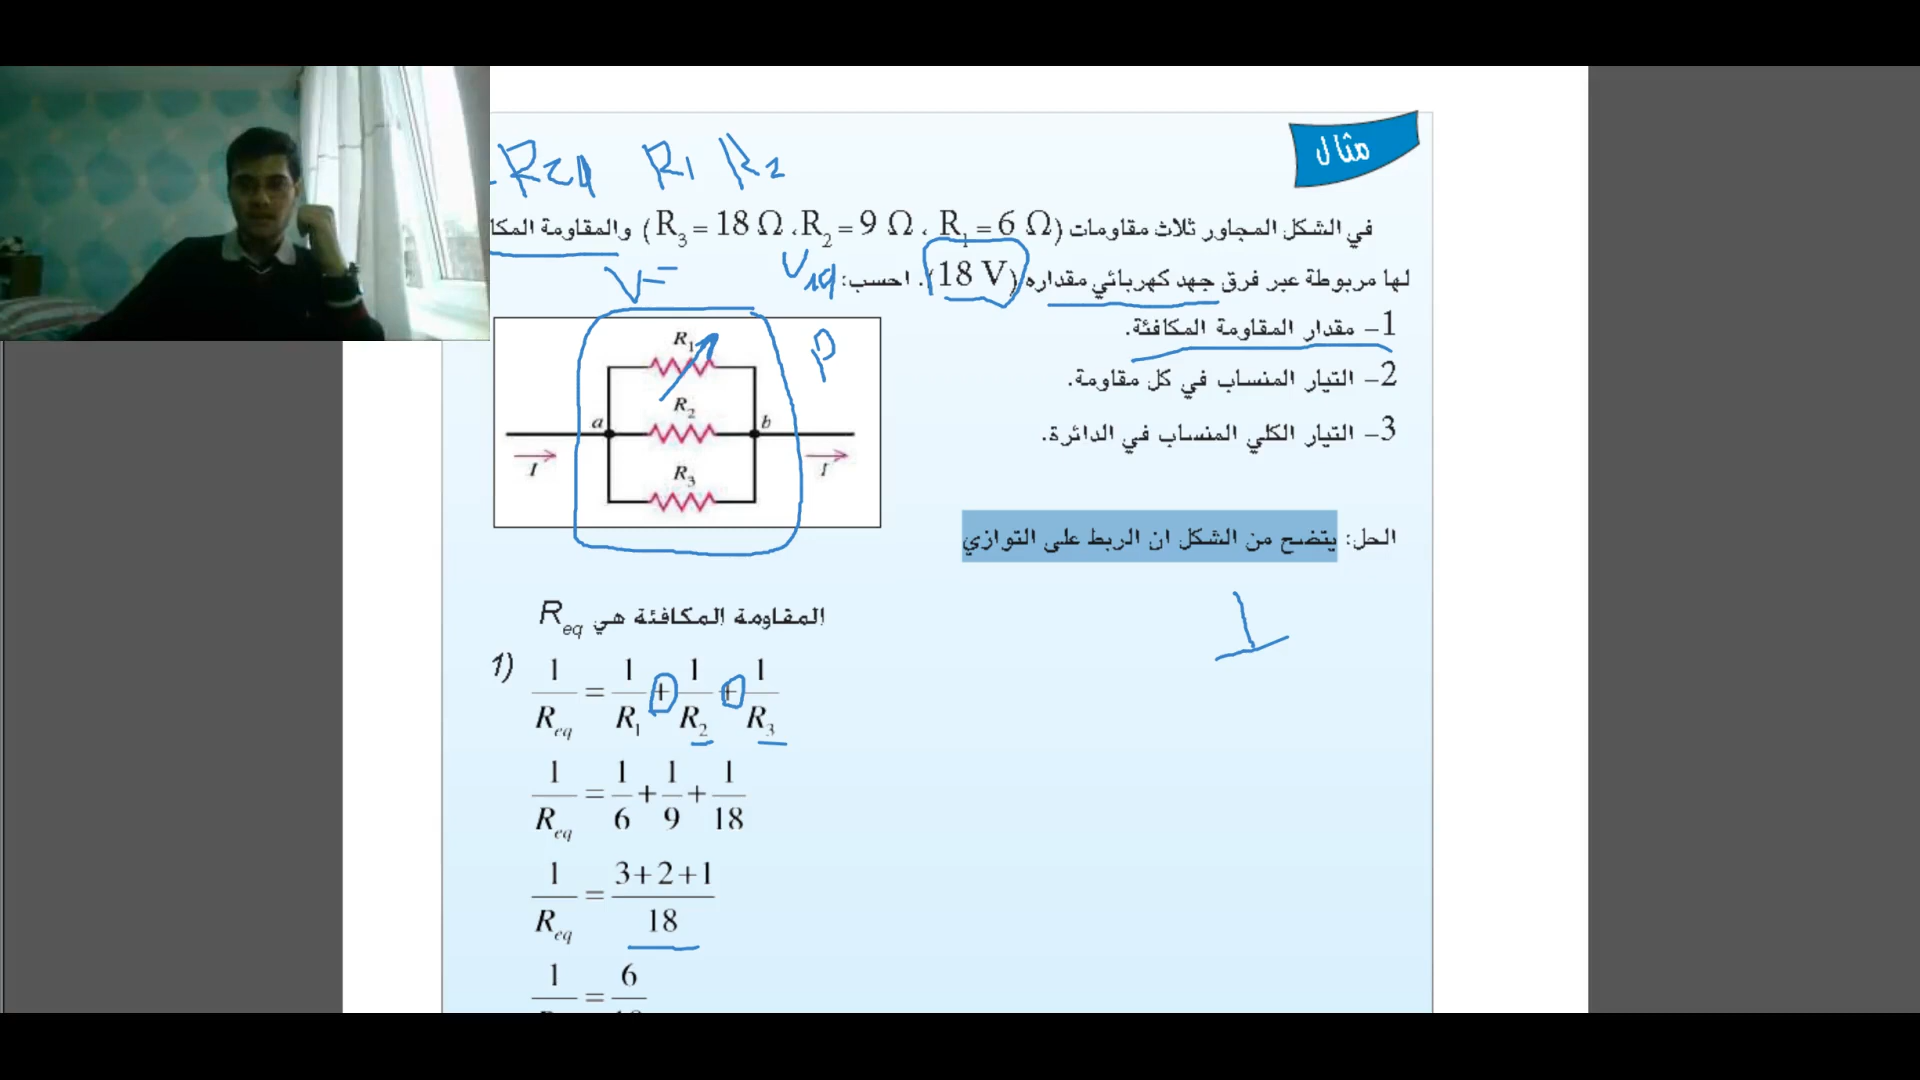 مثال
Req R1 R2
في الشكل المجاور ثلاث مقاومات (R₃ = 18 Ω ، R₂ = 9 Ω ، R₁ = 6 Ω) والمقاومة
لها مربوطة عبر فرق جهد كهربائي مقداره (18 V). احسب:
V=
1– مقدار المقاومة المكافئة.
2– التيار المنساب في كل مقاومة.
3– التيار الكلي المنساب في الدائرة.
P
R₁
R₂
a b
I I
R₃
الحل: يتضح من الشكل ان الربط على التوازي
المقاومة المكافئة هي Req
1) 1/Req = 1/R₁ + 1/R₂ + 1/R₃
1/Req = 1/6 + 1/9 + 1/18
1/Req = (3+2+1)/18